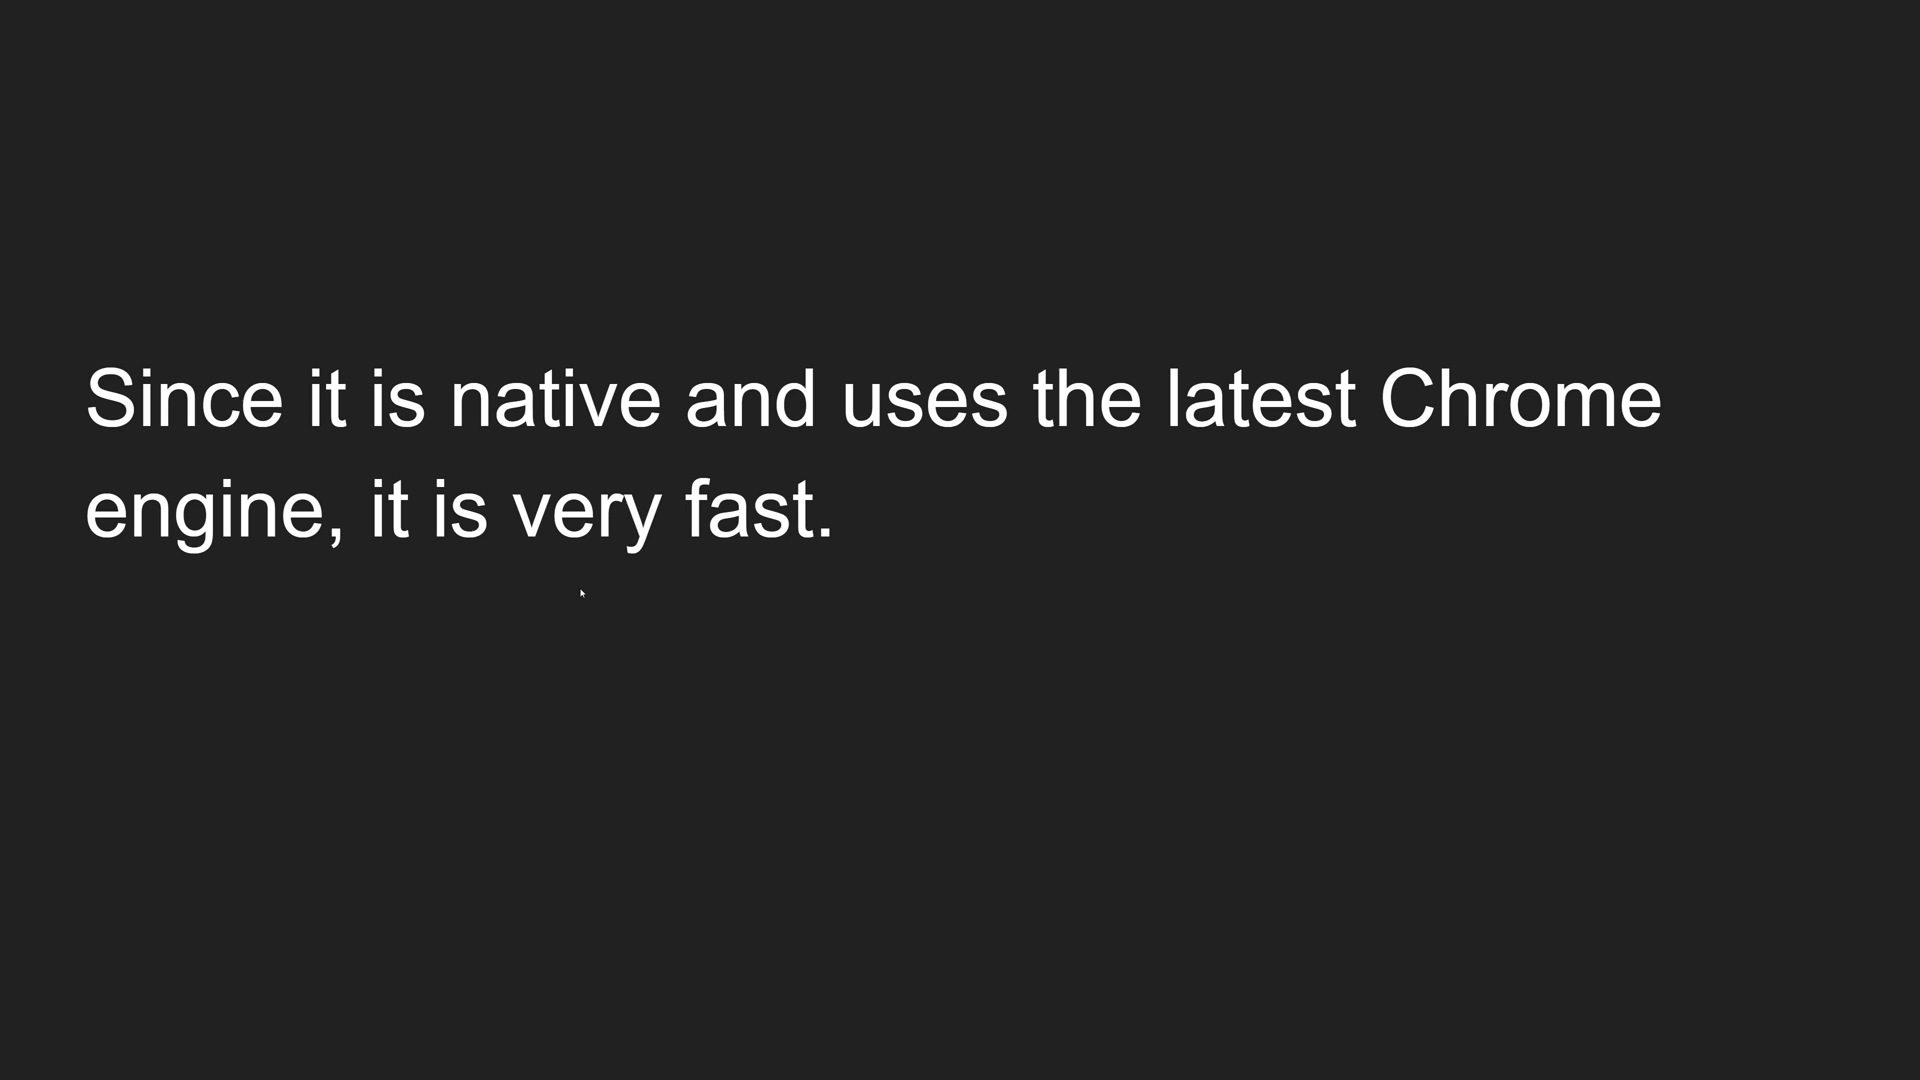 Since it is native and uses the latest Chrome
engine, it is very fast.